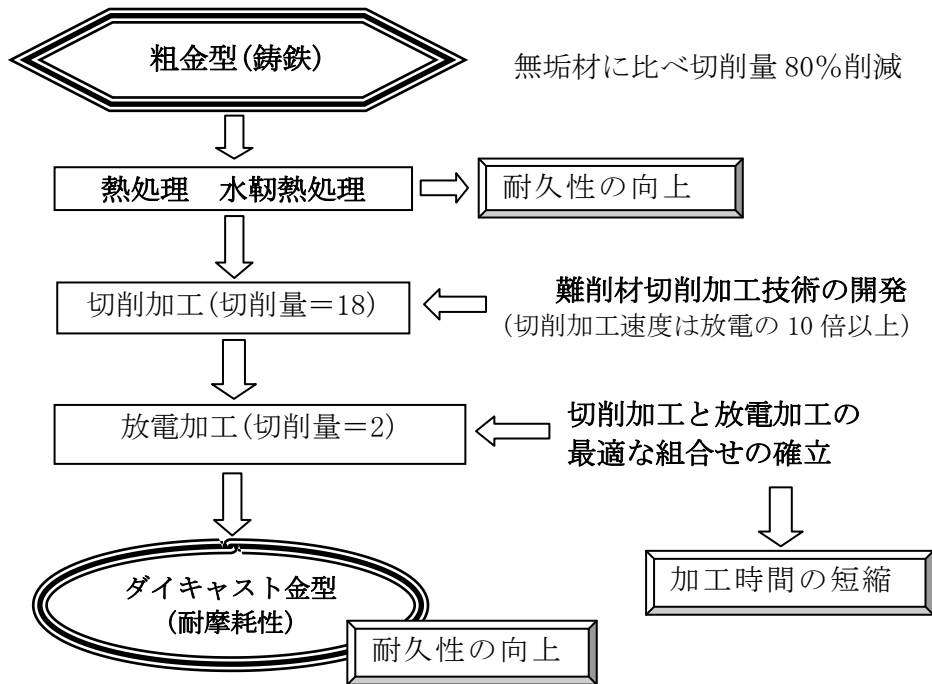 粗金型(鋳鉄)
無垢材に比べ切削量 80%削減
熱処理　水靭熱処理
耐久性の向上
切削加工(切削量＝18)
難削材切削加工技術の開発
(切削加工速度は放電の 10 倍以上)
放電加工(切削量＝2)
切削加工と放電加工の
最適な組合せの確立
ダイキャスト金型
(耐摩耗性)
耐久性の向上
加工時間の短縮